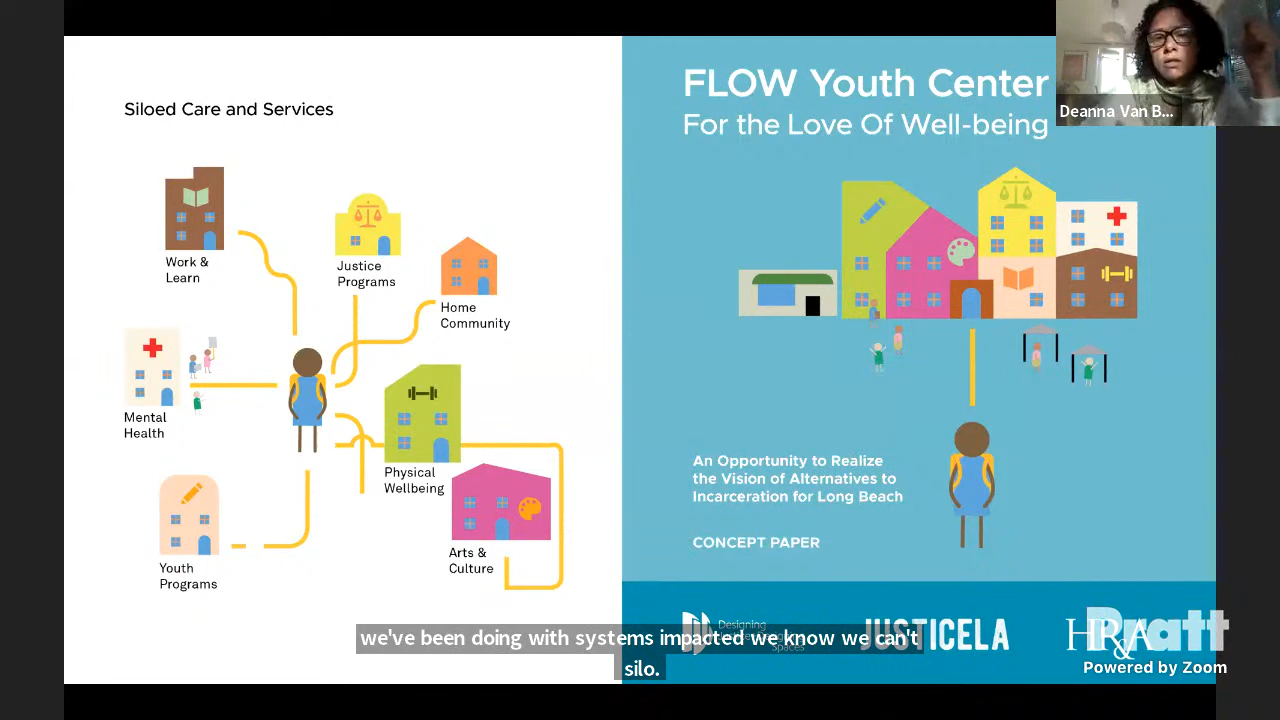 Siloed Care and Services
Work &
Learn
Justice
Programs
Home
Community
Mental
Health
Physical
Wellbeing
Youth
Programs
Arts &
Culture
FLOW Youth Center
For the Love Of Well-being
An Opportunity to Realize
the Vision of Alternatives to
Incarceration for Long Beach
CONCEPT PAPER
Designing
Spaces
JUSTICELA
HR&A
Pratt
Powered by Zoom
Deanna Van B...
we've been doing with systems impacted we know we can't
silo.